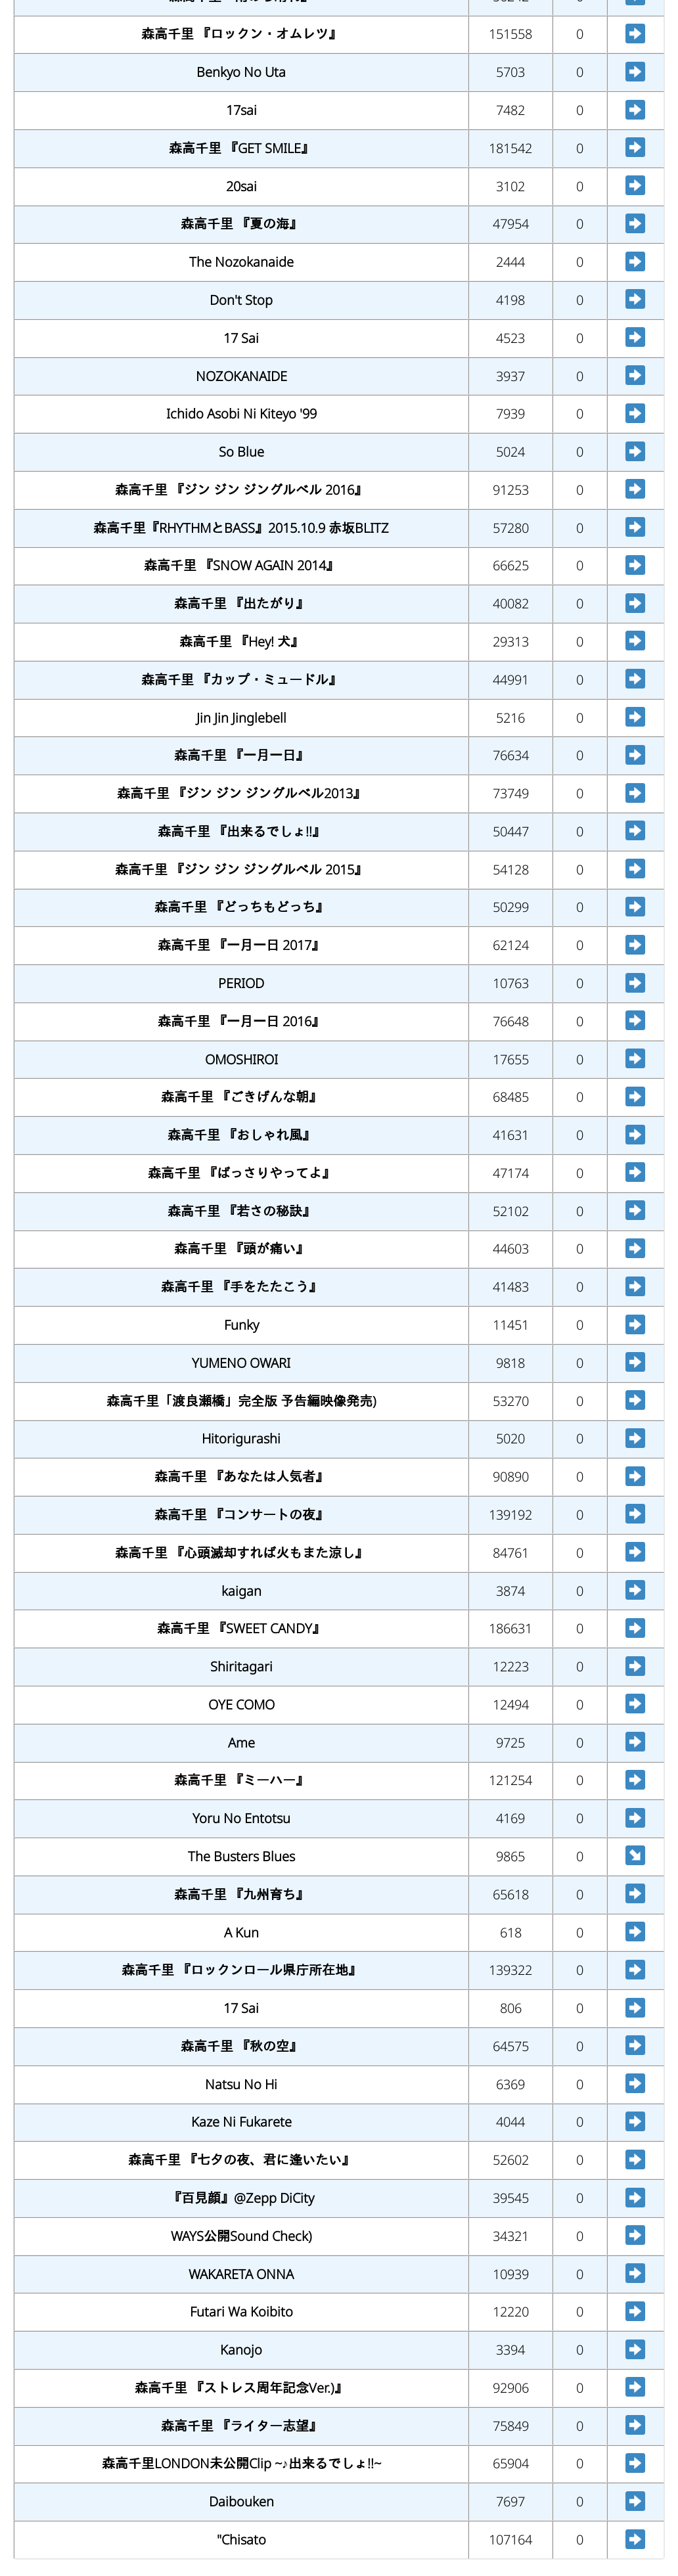 森高千里 『ロックン・オムレツ』 151558 0
Benkyo No Uta 5703 0
17sai 7482 0
森高千里 『GET SMILE』 181542 0
20sai 3102 0
森高千里 『夏の海』 47954 0
The Nozokanaide 2444 0
Don't Stop 4198 0
17 Sai 4523 0
NOZOKANAIDE 3937 0
Ichido Asobi Ni Kiteyo '99 7939 0
So Blue 5024 0
森高千里 『ジン ジン ジングルベル 2016』 91253 0
森高千里『RHYTHMとBASS』2015.10.9 赤坂BLITZ 57280 0
森高千里 『SNOW AGAIN 2014』 66625 0
森高千里 『出たがり』 40082 0
森高千里 『Hey! 犬』 29313 0
森高千里 『カップ・ミュードル』 44991 0
Jin Jin Jinglebell 5216 0
森高千里 『一月一日』 76634 0
森高千里 『ジン ジン ジングルベル2013』 73749 0
森高千里 『出来るでしょ!!』 50447 0
森高千里 『ジン ジン ジングルベル 2015』 54128 0
森高千里 『どっちもどっち』 50299 0
森高千里 『一月一日 2017』 62124 0
PERIOD 10763 0
森高千里 『一月一日 2016』 76648 0
OMOSHIROI 17655 0
森高千里 『ごきげんな朝』 68485 0
森高千里 『おしゃれ風』 41631 0
森高千里 『ばっさりやってよ』 47174 0
森高千里 『若さの秘訣』 52102 0
森高千里 『頭が痛い』 44603 0
森高千里 『手をたたこう』 41483 0
Funky 11451 0
YUMENO OWARI 9818 0
森高千里「渡良瀬橋」完全版 予告編映像発売) 53270 0
Hitorigurashi 5020 0
森高千里 『あなたは人気者』 90890 0
森高千里 『コンサートの夜』 139192 0
森高千里 『心頭滅却すれば火もまた涼し』 84761 0
kaigan 3874 0
森高千里 『SWEET CANDY』 186631 0
Shiritagari 12223 0
OYE COMO 12494 0
Ame 9725 0
森高千里 『ミーハー』 121254 0
Yoru No Entotsu 4169 0
The Busters Blues 9865 0
森高千里 『九州育ち』 65618 0
A Kun 618 0
森高千里 『ロックンロール県庁所在地』 139322 0
17 Sai 806 0
森高千里 『秋の空』 64575 0
Natsu No Hi 6369 0
Kaze Ni Fukarete 4044 0
森高千里 『七夕の夜、君に逢いたい』 52602 0
『百見顔』@Zepp DiCity 39545 0
WAYS公開Sound Check) 34321 0
WAKARETA ONNA 10939 0
Futari Wa Koibito 12220 0
Kanojo 3394 0
森高千里 『ストレス周年記念Ver.)』 92906 0
森高千里 『ライター志望』 75849 0
森高千里LONDON未公開Clip ~♪出来るでしょ!!~ 65904 0
Daibouken 7697 0
"Chisato 107164 0